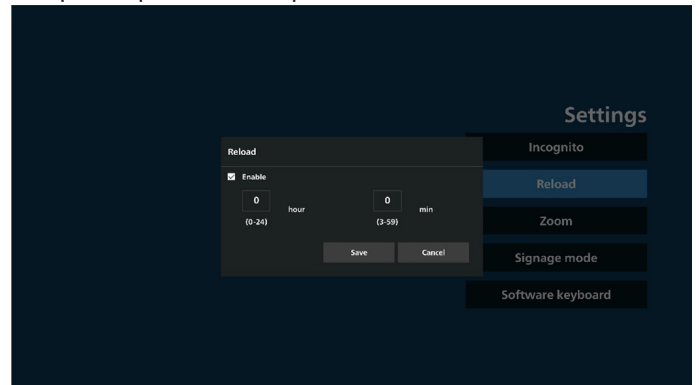 Settings
Incognito
Reload
Zoom
Signage mode
Software keyboard
Reload
Enable
0 hour 0 min
(0-24) (3-59)
Save Cancel